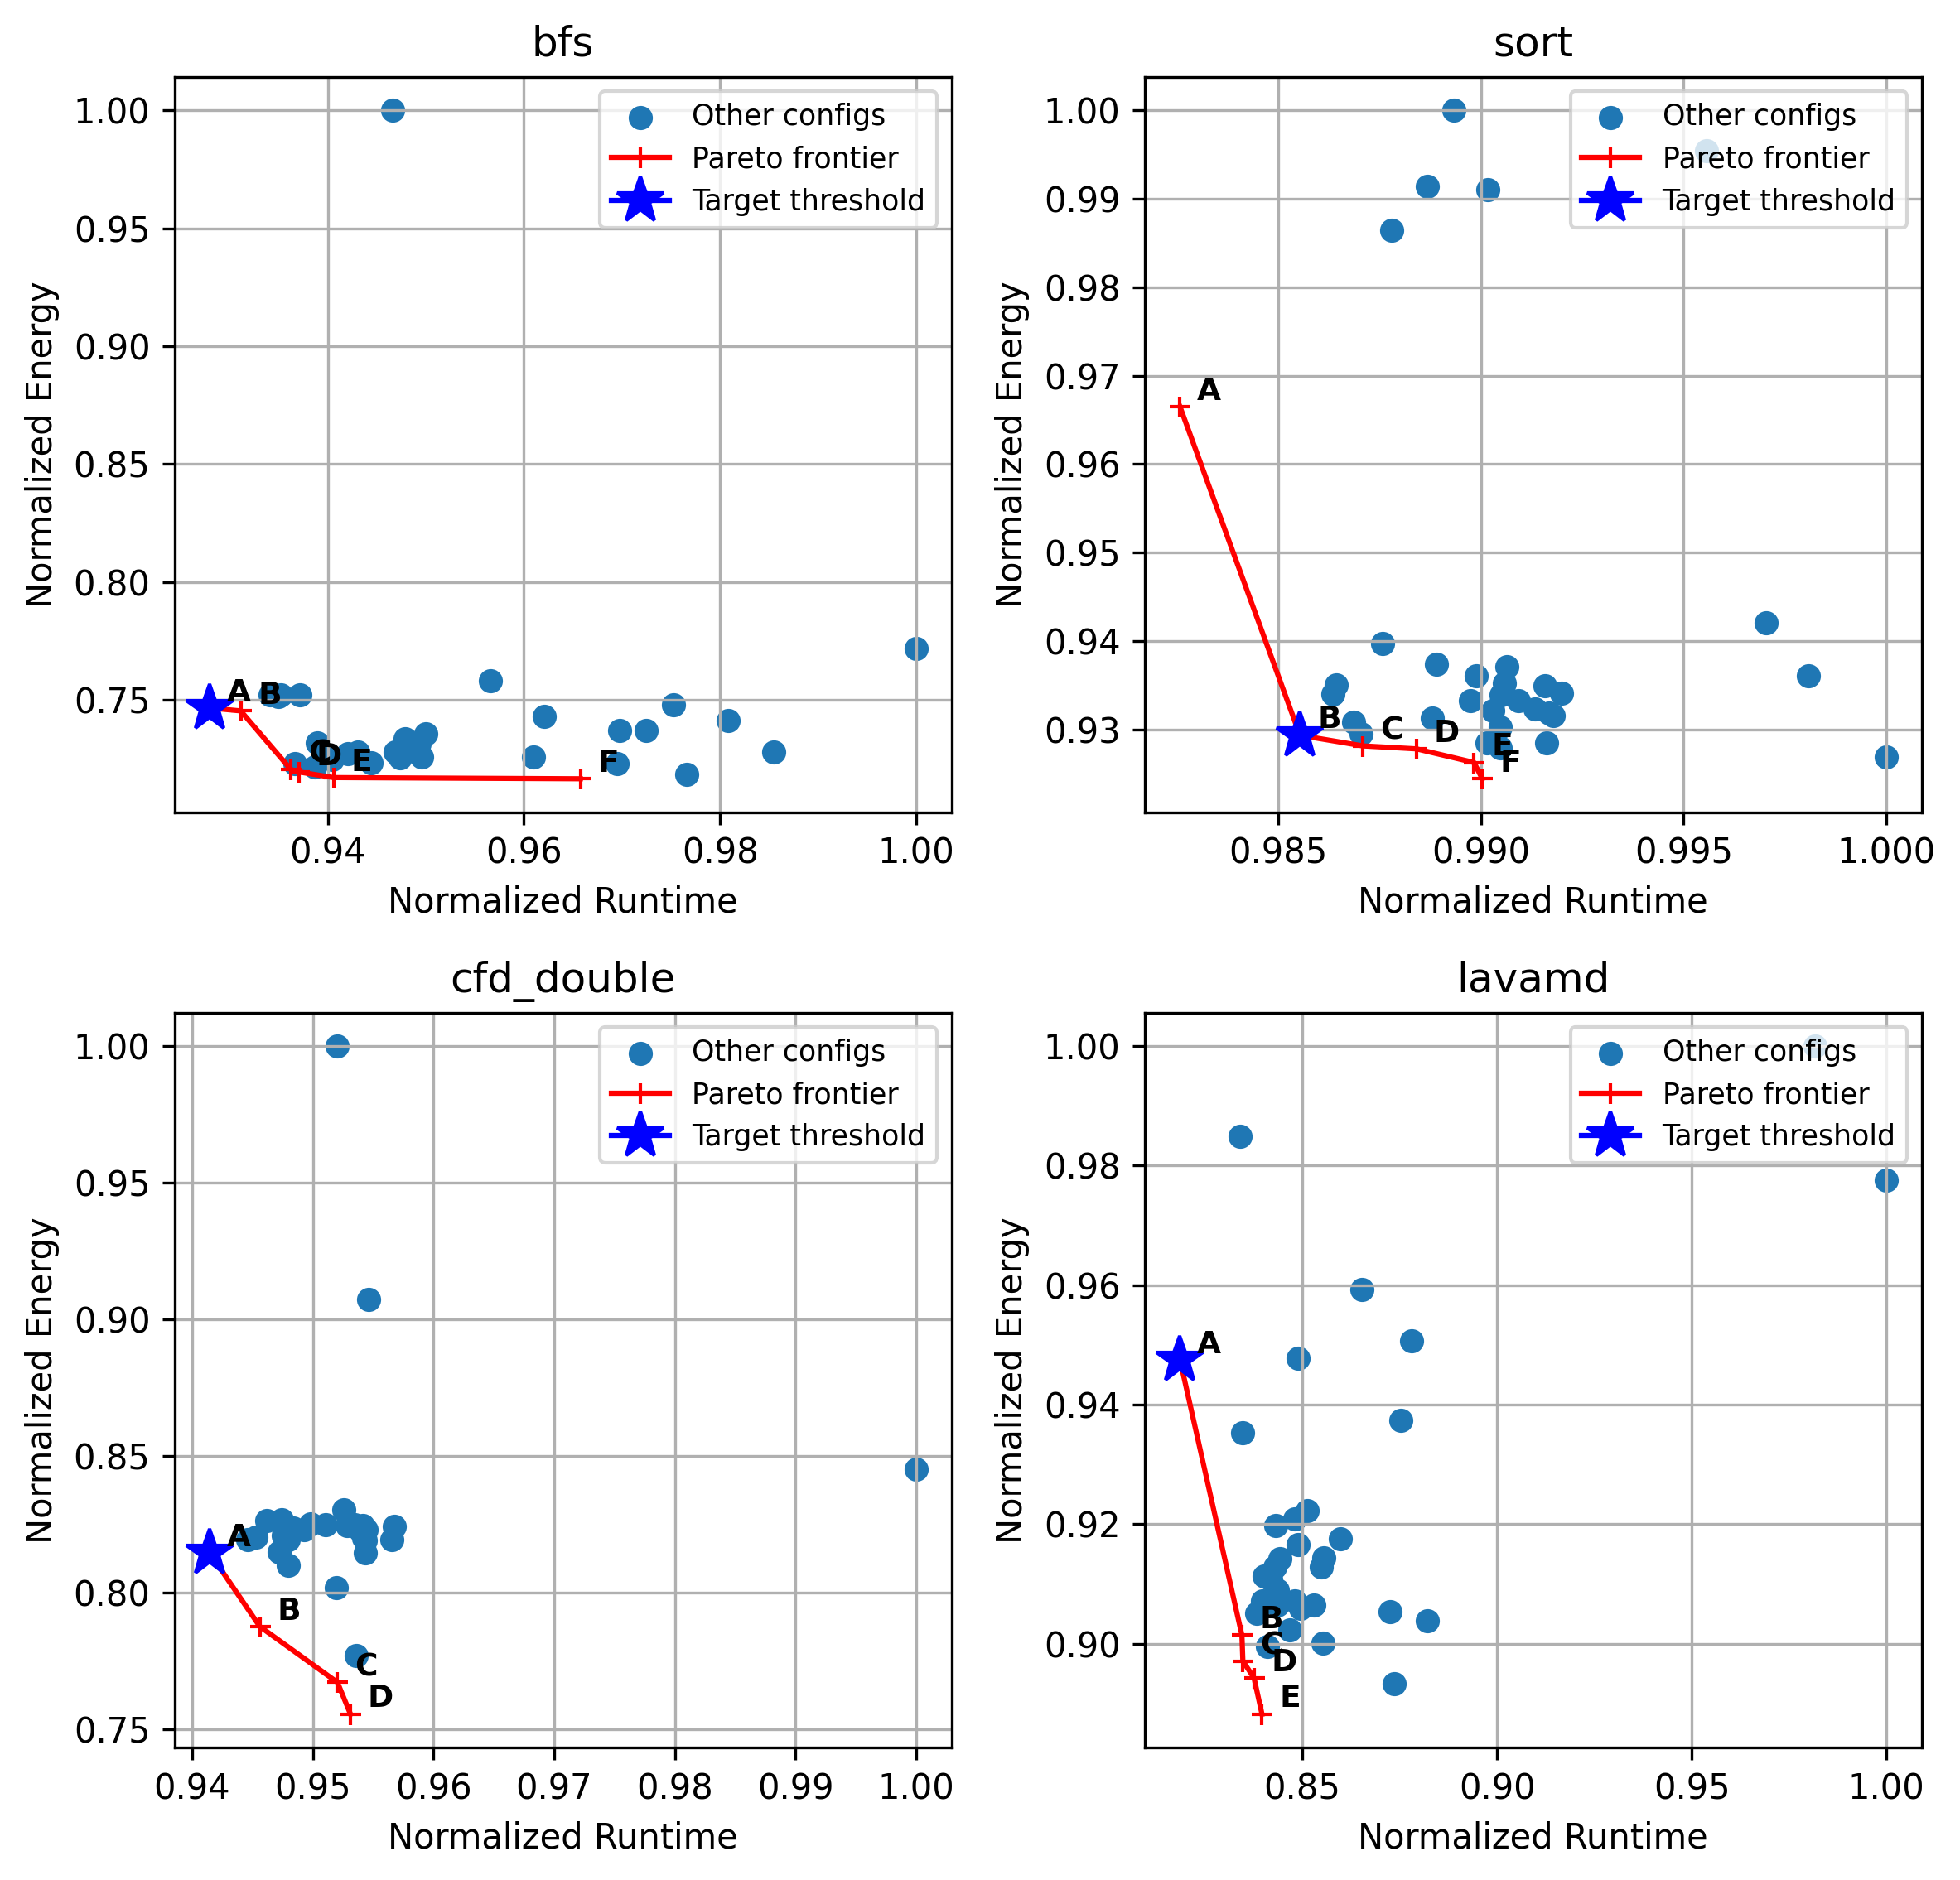 bfs
1.00
0.95
0.90
0.85
0.80
0.75
Normalized Energy
Other configs
Pareto frontier
Target threshold
A
B
C
D
E
F
0.94
0.96
0.98
1.00
Normalized Runtime
sort
1.00
0.99
0.98
0.97
0.96
0.95
0.94
0.93
Normalized Energy
Other configs
Pareto frontier
Target threshold
A
B
C
D
E
F
0.985
0.990
0.995
1.000
Normalized Runtime
cfd_double
1.00
0.95
0.90
0.85
0.80
0.75
Normalized Energy
Other configs
Pareto frontier
Target threshold
A
B
C
D
0.94
0.95
0.96
0.97
0.98
0.99
1.00
Normalized Runtime
lavamd
1.00
0.98
0.96
0.94
0.92
0.90
Normalized Energy
Other configs
Pareto frontier
Target threshold
A
B
C
D
E
0.85
0.90
0.95
1.00
Normalized Runtime